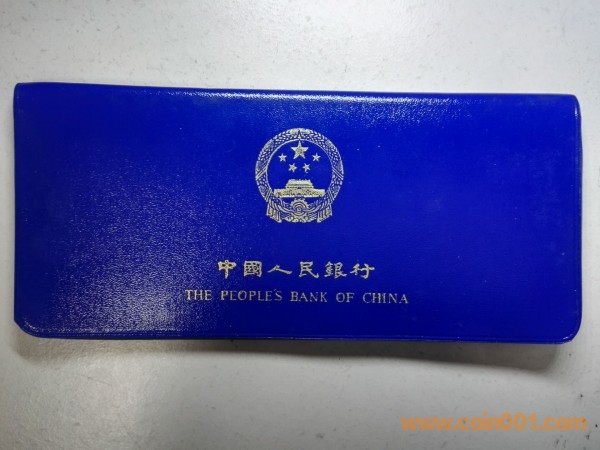 中國人民銀行
THE PEOPLE'S BANK OF CHINA
www.coin001.com